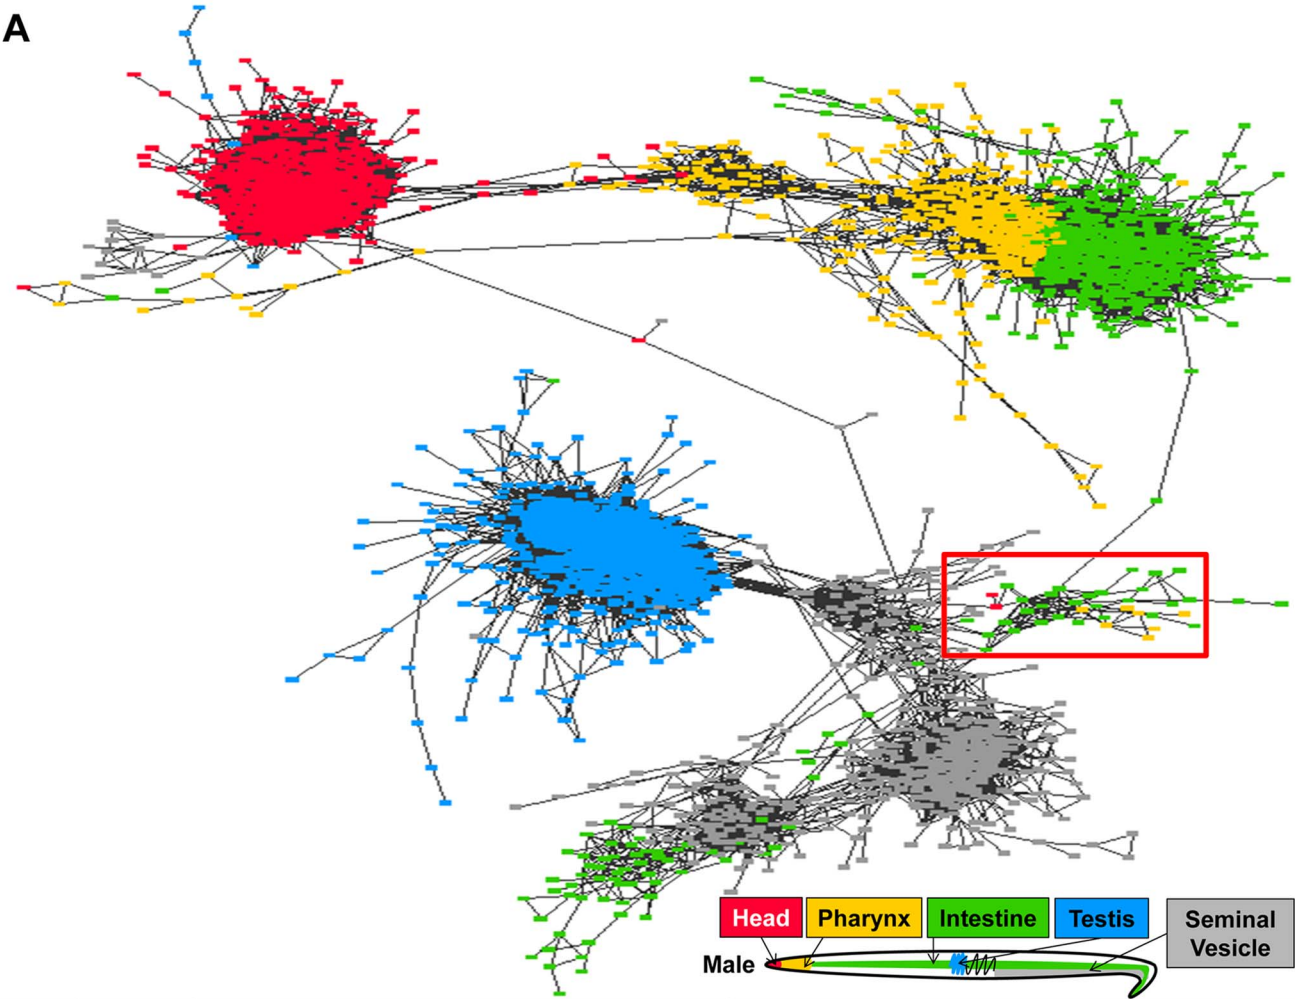 A
Head
Pharynx
Intestine
Testis
Seminal
Vesicle
Male